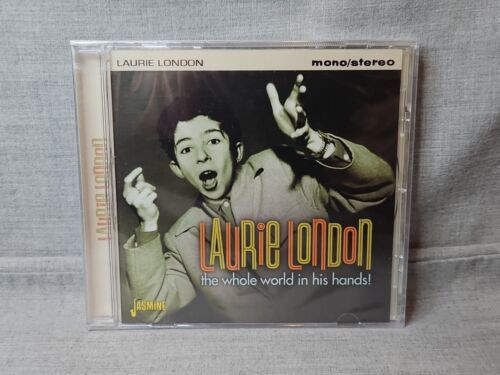 LAURIE LONDON
mono/stereo
LAURIE LONDON
LAURIE LONDON
the whole world in his hands!
JASMINE